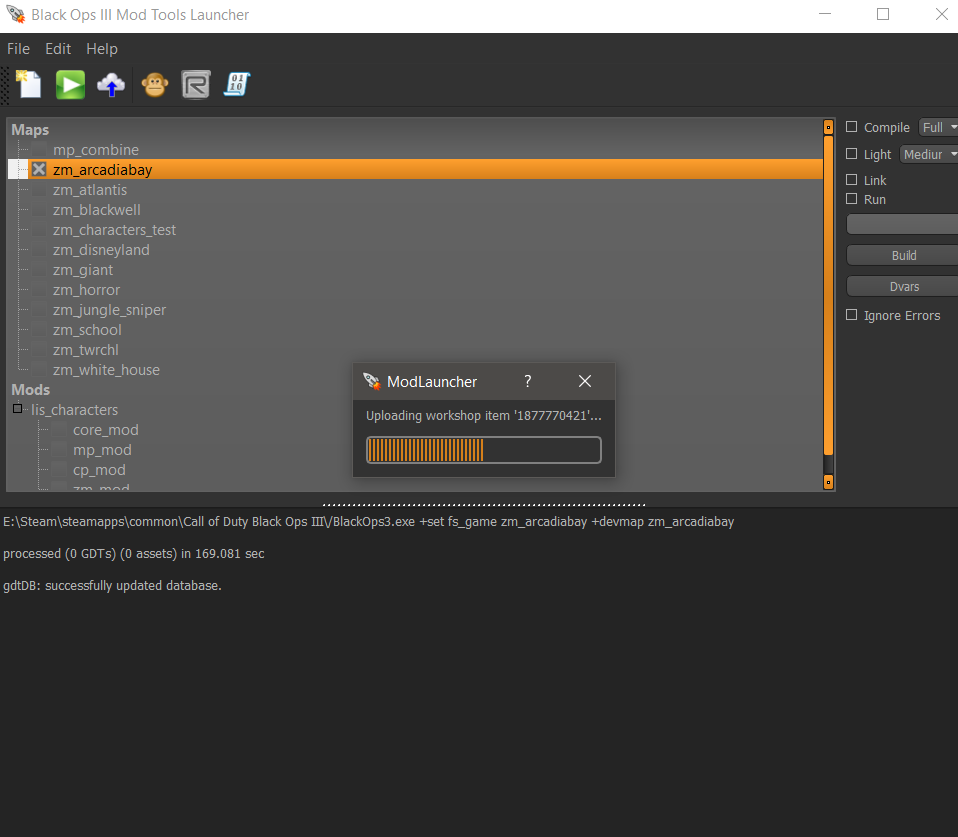 Black Ops III Mod Tools Launcher
File Edit Help
Maps
mp_combine
zm_arcadiabay
zm_atlantis
zm_blackwell
zm_characters_test
zm_disneyland
zm_giant
zm_horror
zm_jungle_sniper
zm_school
zm_twrchl
zm_white_house
Mods
lis_characters
core_mod
mp_mod
cp_mod
zm_mod
Compile Full
Light Mediur
Link
Run
Build
Dvars
Ignore Errors
ModLauncher ?
Uploading workshop item '1877770421'...
E:\Steam\steamapps\common\Call of Duty Black Ops III\/BlackOps3.exe +set fs_game zm_arcadiabay +devmap zm_arcadiabay
processed (0 GDTs) (0 assets) in 169.081 sec
gdtDB: successfully updated database.